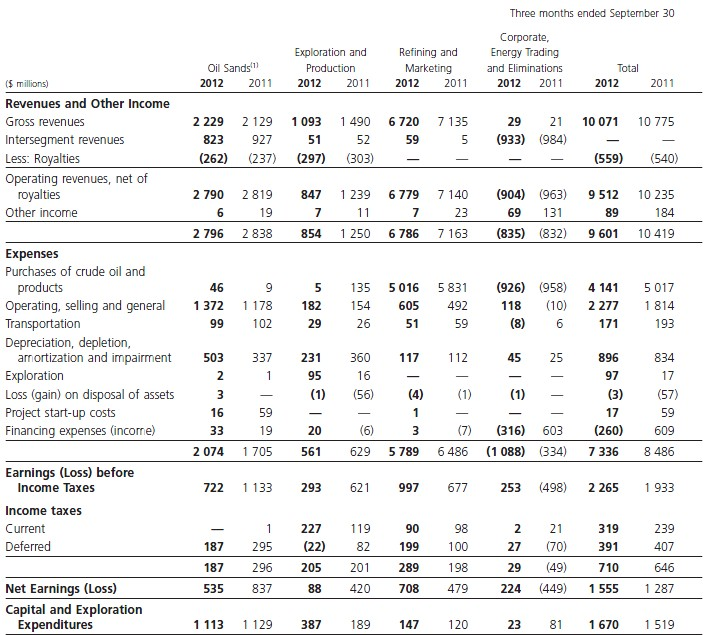 Three months ended September 30
Corporate,
Exploration and Refining and Energy Trading
Oil Sands(1) Production Marketing and Eliminations Total
($ millions) 2012 2011 2012 2011 2012 2011 2012 2011 2012 2011
Revenues and Other Income
Gross revenues 2 229 2 129 1 093 1 490 6 720 7 135 29 21 10 071 10 775
Intersegment revenues 823 927 51 52 59 5 (933) (984) — —
Less: Royalties (262) (237) (297) (303) — — — — (559) (540)
Operating revenues, net of
royalties 2 790 2 819 847 1 239 6 779 7 140 (904) (963) 9 512 10 235
Other income 6 19 7 11 7 23 69 131 89 184
2 796 2 838 854 1 250 6 786 7 163 (835) (832) 9 601 10 419
Expenses
Purchases of crude oil and
products 46 9 5 135 5 016 5 831 (926) (958) 4 141 5 017
Operating, selling and general 1 372 1 178 182 154 605 492 118 (10) 2 277 1 814
Transportation 99 102 29 26 51 59 (8) 6 171 193
Depreciation, depletion,
amortization and impairment 503 337 231 360 117 112 45 25 896 834
Exploration 2 1 95 16 — — — — 97 17
Loss (gain) on disposal of assets 3 — (1) (56) (4) (1) (1) — (3) (57)
Project start-up costs 16 59 — — 1 — — — 17 59
Financing expenses (income) 33 19 20 (6) 3 (7) (316) 603 (260) 609
2 074 1 705 561 629 5 789 6 486 (1 088) (334) 7 336 8 486
Earnings (Loss) before
Income Taxes 722 1 133 293 621 997 677 253 (498) 2 265 1 933
Income taxes
Current — 1 227 119 90 98 2 21 319 239
Deferred 187 295 (22) 82 199 100 27 (70) 391 407
187 296 205 201 289 198 29 (49) 710 646
Net Earnings (Loss) 535 837 88 420 708 479 224 (449) 1 555 1 287
Capital and Exploration
Expenditures 1 113 1 129 387 189 147 120 23 81 1 670 1 519